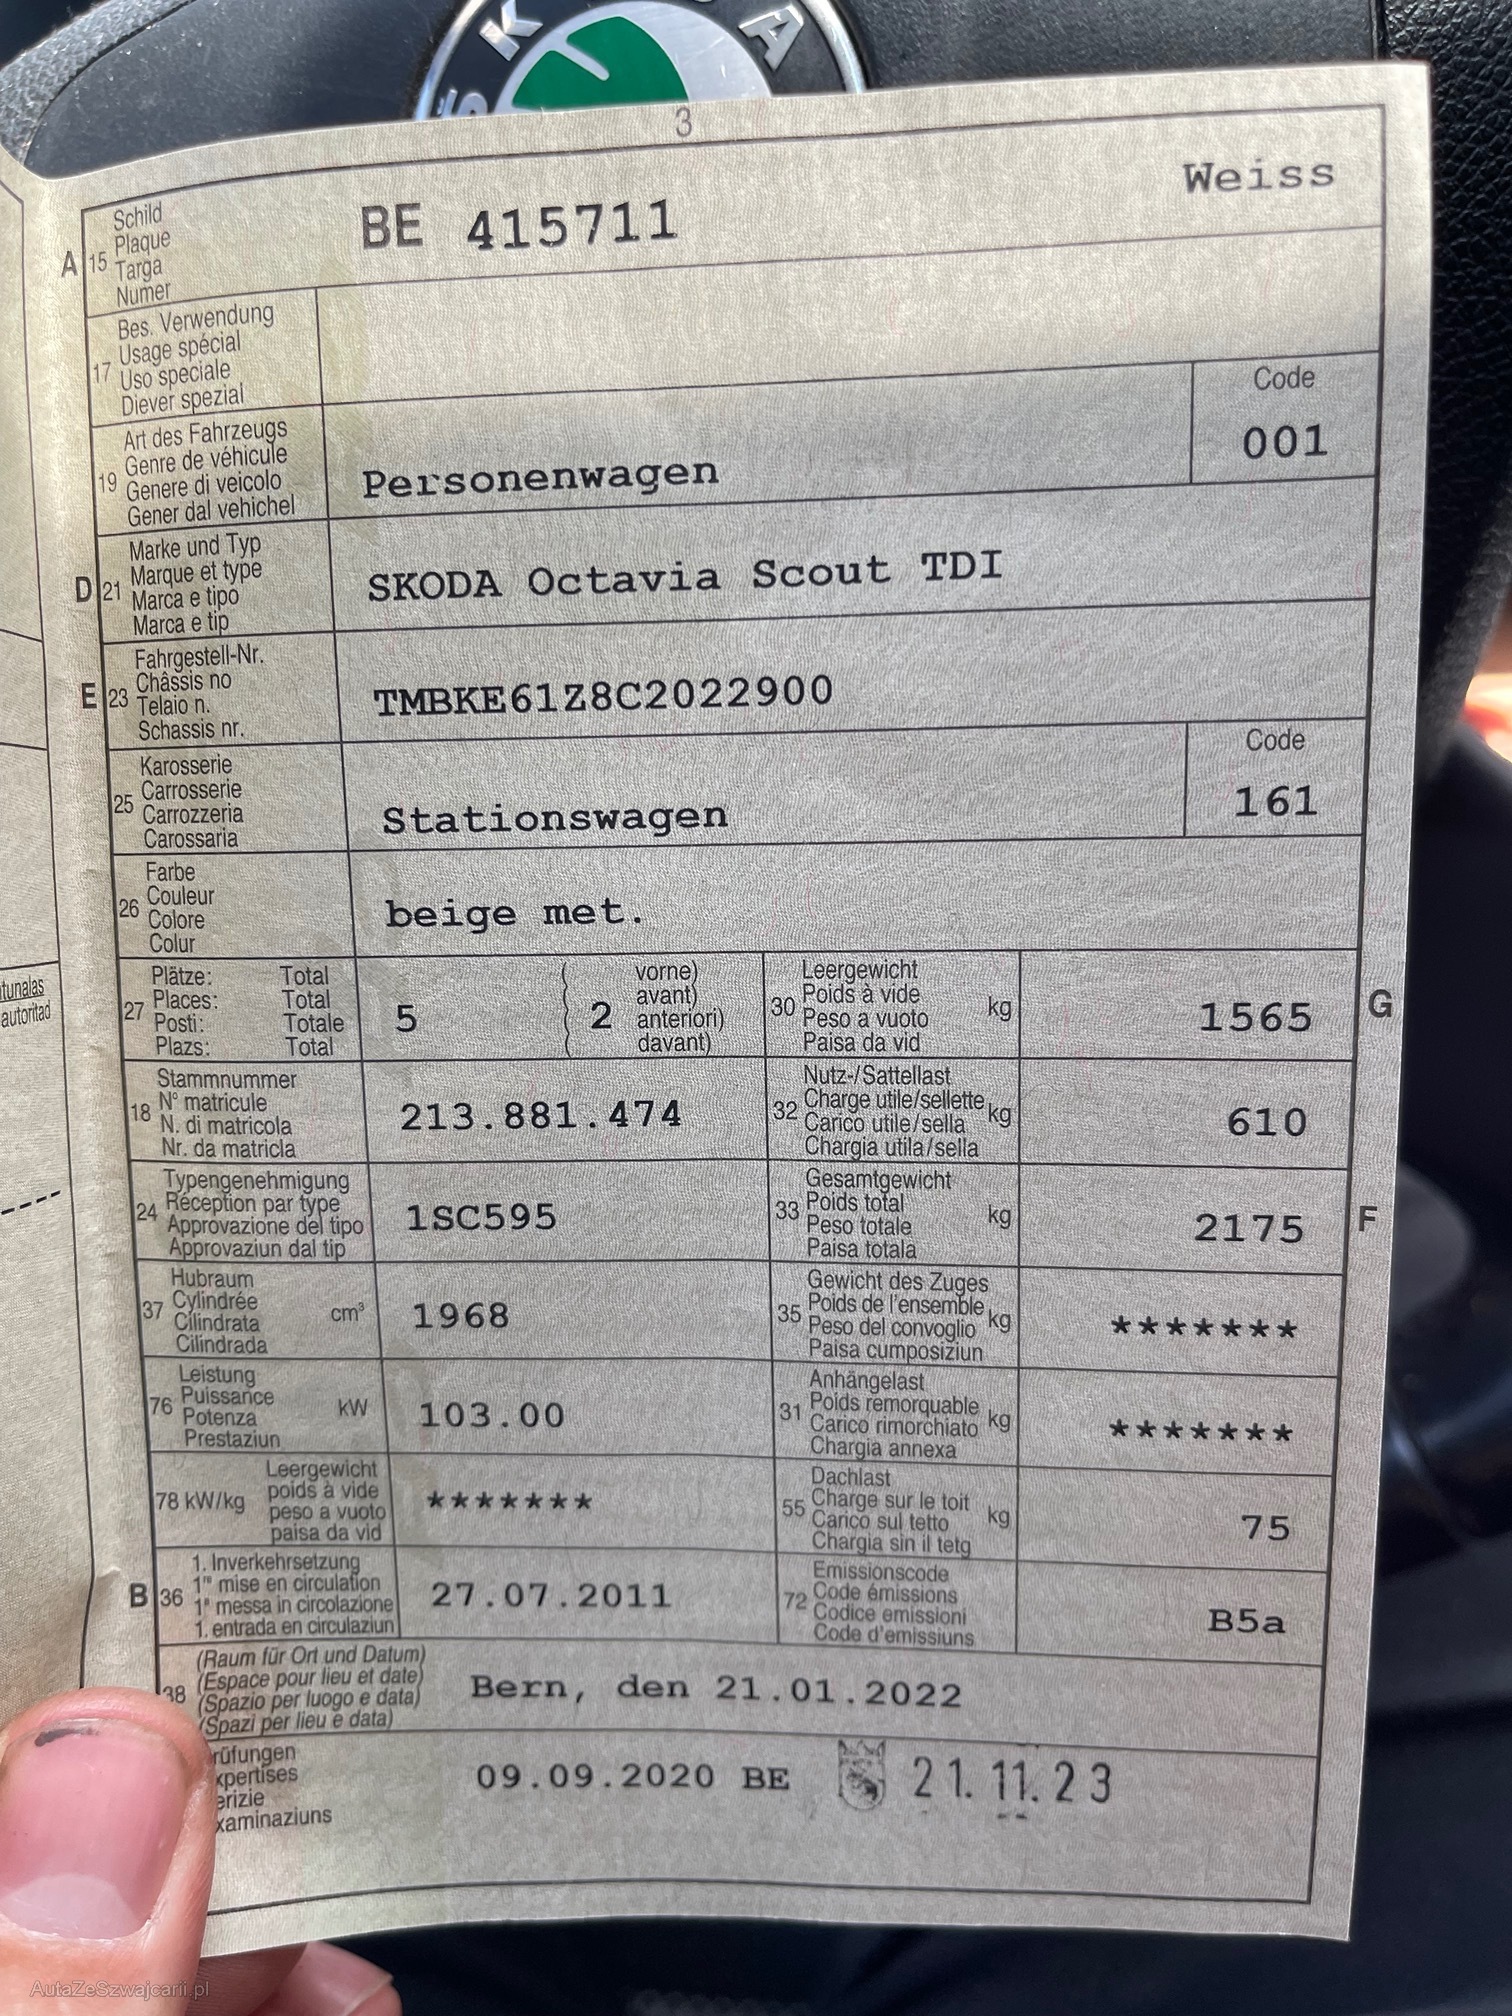 ŠKODA
3
A 15 Schild
Plaque
Targa
Numer
BE 415711
Weiss
17 Bes. Verwendung
Usage spécial
Uso speciale
Diever spezial
19 Art des Fahrzeugs
Genre de véhicule
Genere di veicolo
Gener dal vehichel
Personenwagen
Code
001
D 21 Marke und Typ
Marque et type
Marca e tipo
Marca e tip
SKODA Octavia Scout TDI
E 23 Fahrgestell-Nr.
Châssis no
Telaio n.
Schassis nr.
TMBKE61Z8C2022900
25 Karosserie
Carrosserie
Carrozzeria
Carossaria
Stationswagen
Code
161
26 Farbe
Couleur
Colore
Colur
beige met.
tunalas
autoritad
27 Plätze: Total
Places: Total
Posti: Totale
Plazs: Total
5
( 2 vorne)
avant)
anteriori)
davant)
30 Leergewicht
Poids à vide
Peso a vuoto
Paisa da vid
kg
1565 G
18 Stammnummer
N° matricule
N. di matricola
Nr. da matricla
213.881.474
32 Nutz-/Sattellast
Charge utile/sellette
Carico utile/sella
Chargia utila/sella
kg
610
24 Typengenehmigung
Réception par type
Approvazione del tipo
Approvaziun dal tip
1SC595
33 Gesamtgewicht
Poids total
Peso totale
Paisa totala
kg
2175 F
37 Hubraum
Cylindrée
Cilindrata
Cilindrada
cm³
1968
35 Gewicht des Zuges
Poids de l'ensemble
Peso del convoglio
Paisa cumposiziun
kg
*******
76 Leistung
Puissance
Potenza
Prestaziun
kW
103.00
31 Anhängelast
Poids remorquable
Carico rimorchiato
Chargia annexa
kg
*******
78 kW/kg Leergewicht
poids à vide
peso a vuoto
paisa da vid
*******
55 Dachlast
Charge sur le toit
Carico sul tetto
Chargia sin il tetg
kg
75
B 36 1. Inverkehrsetzung
1re mise en circulation
1a messa in circolazione
1. entrada en circulaziun
27.07.2011
72 Emissionscode
Code émissions
Codice emissioni
Code d'emissiuns
B5a
38 (Raum für Ort und Datum)
(Espace pour lieu et date)
(Spazio per luogo e data)
(Spazi per lieu e data)
Bern, den 21.01.2022
rüfungen
xpertises
erizie
xaminaziuns
09.09.2020 BE
21.11.23
AutaZeSzwajcarii.pl